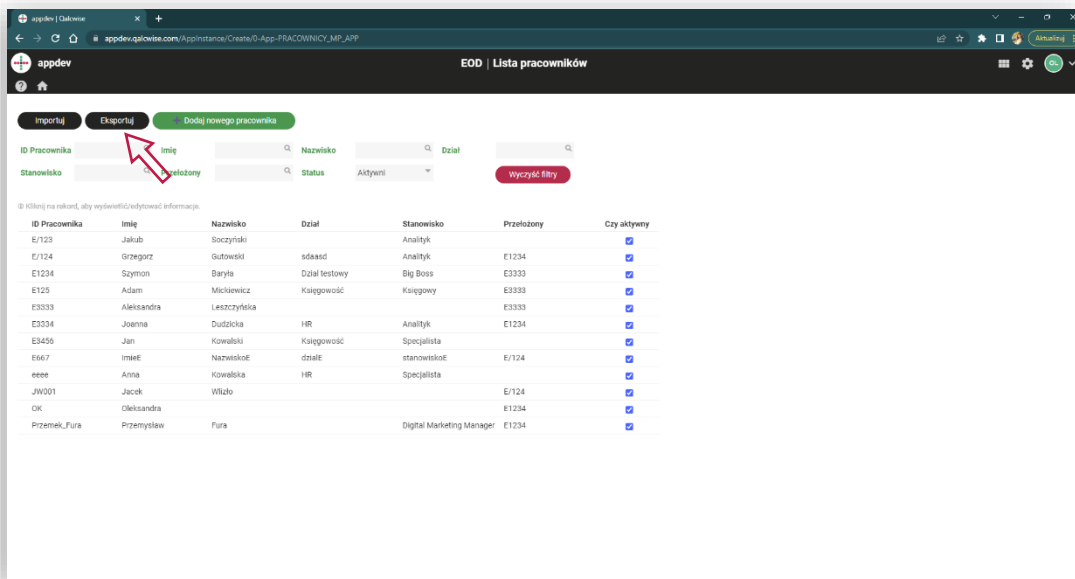 appdev | Qalcwise
appdev.qalcwise.com/AppInstance/Create/0-App-PRACOWNICY_MP_APP
Aktualizuj
appdev
EOD | Lista pracowników
OL
Importuj Eksportuj + Dodaj nowego pracownika
ID Pracownika Imię Nazwisko Dział
Stanowisko Przełożony Status Aktywni Wyczyść filtry
Kliknij na rekord, aby wyświetlić/edytować informacje.
ID Pracownika Imię Nazwisko Dział Stanowisko Przełożony Czy aktywny
E/123 Jakub Soczyński Analityk
E/124 Grzegorz Gutowski sdaasd Analityk E1234
E1234 Szymon Baryła Dzial testowy Big Boss E3333
E125 Adam Mickiewicz Księgowość Księgowy E3333
E3333 Aleksandra Leszczyńska E3333
E3334 Joanna Dudzicka HR Analityk E1234
E3456 Jan Kowalski Księgowość Specjalista
E667 ImieE NazwiskoE dzialE stanowiskoE E/124
eeee Anna Kowalska HR Specjalista
JW001 Jacek Wlizło E/124
OK Oleksandra E1234
Przemek_Fura Przemysław Fura Digital Marketing Manager E1234